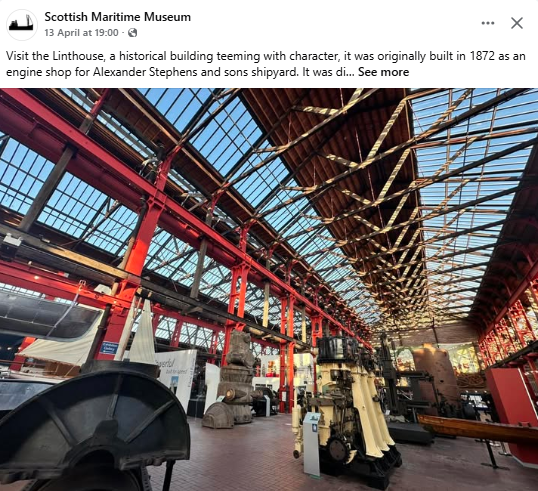 Scottish Maritime Museum
13 April at 19:00 ·
Visit the Linthouse, a historical building teeming with character, it was originally built in 1872 as an
engine shop for Alexander Stephens and sons shipyard. It was di... See more